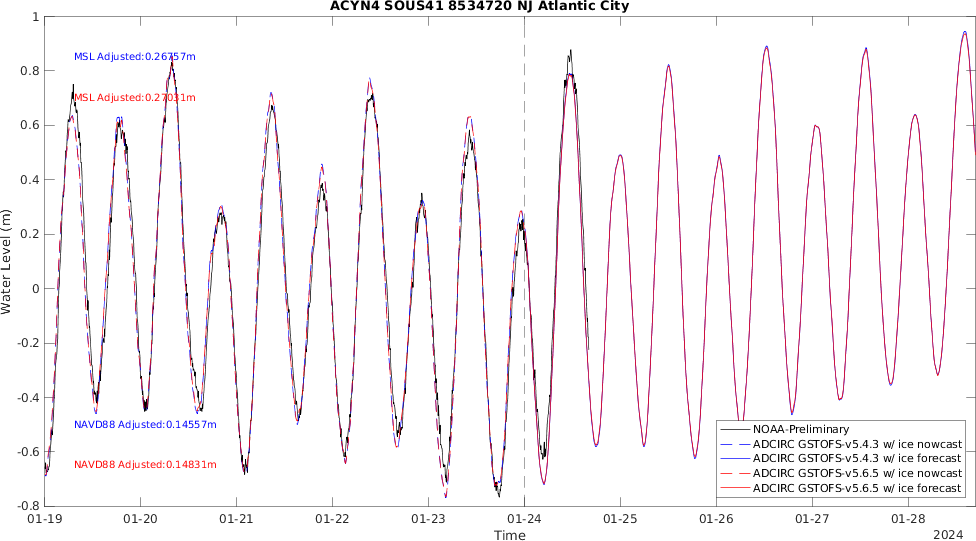 ACYN4 SOUS41 8534720 NJ Atlantic City
1
0.8
0.6
0.4
0.2
0
-0.2
-0.4
-0.6
-0.8
Water Level (m)
MSL Adjusted:0.26757m
MSL Adjusted:0.27031m
NAVD88 Adjusted:0.14557m
NAVD88 Adjusted:0.14831m
NOAA-Preliminary
ADCIRC GSTOFS-v5.4.3 w/ ice nowcast
ADCIRC GSTOFS-v5.4.3 w/ ice forecast
ADCIRC GSTOFS-v5.6.5 w/ ice nowcast
ADCIRC GSTOFS-v5.6.5 w/ ice forecast
01-19 01-20 01-21 01-22 01-23 01-24 01-25 01-26 01-27 01-28
Time
2024